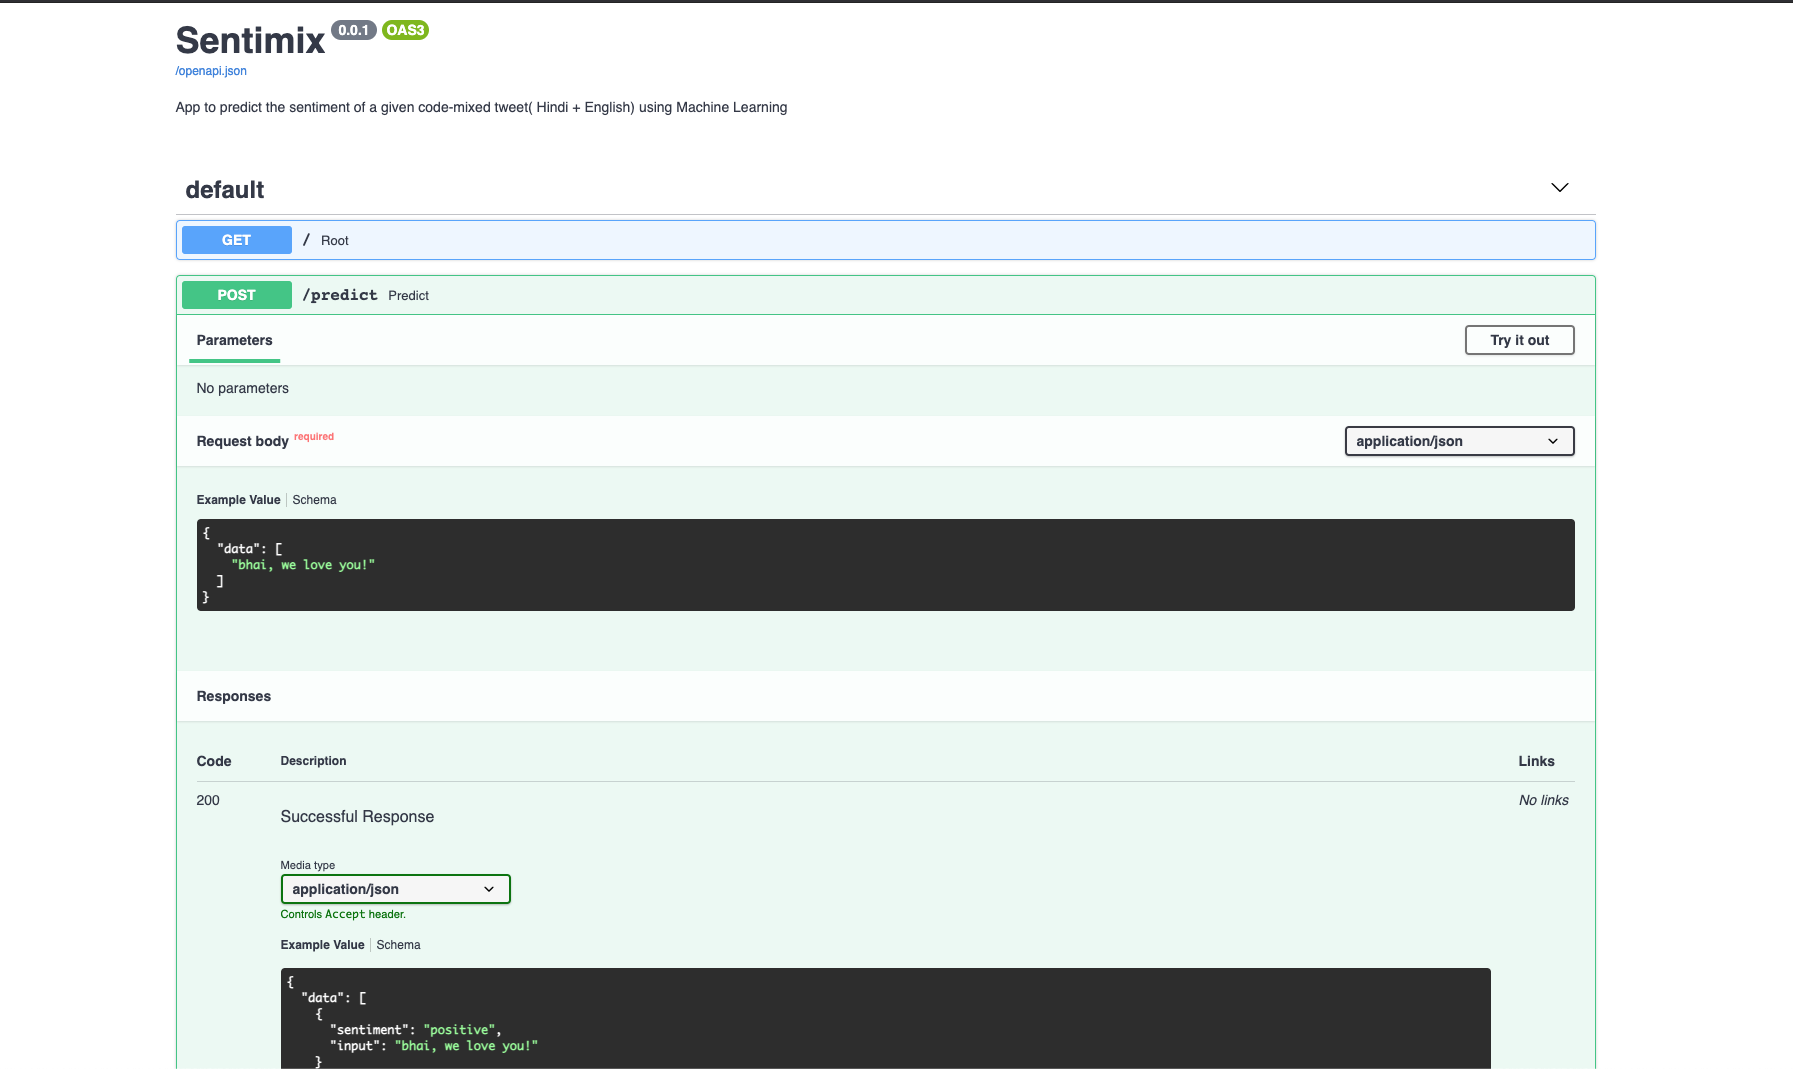 Sentimix 0.0.1 OAS3
/openapi.json
App to predict the sentiment of a given code-mixed tweet( Hindi + English) using Machine Learning
default
GET / Root
POST /predict Predict
Parameters Try it out
No parameters
Request body required application/json
Example Value Schema
{
"data": [
"bhai, we love you!"
]
}
Responses
Code Description Links
200 No links
Successful Response
Media type
application/json
Controls Accept header.
Example Value Schema
{
"data": [
{
"sentiment": "positive",
"input": "bhai, we love you!"
}